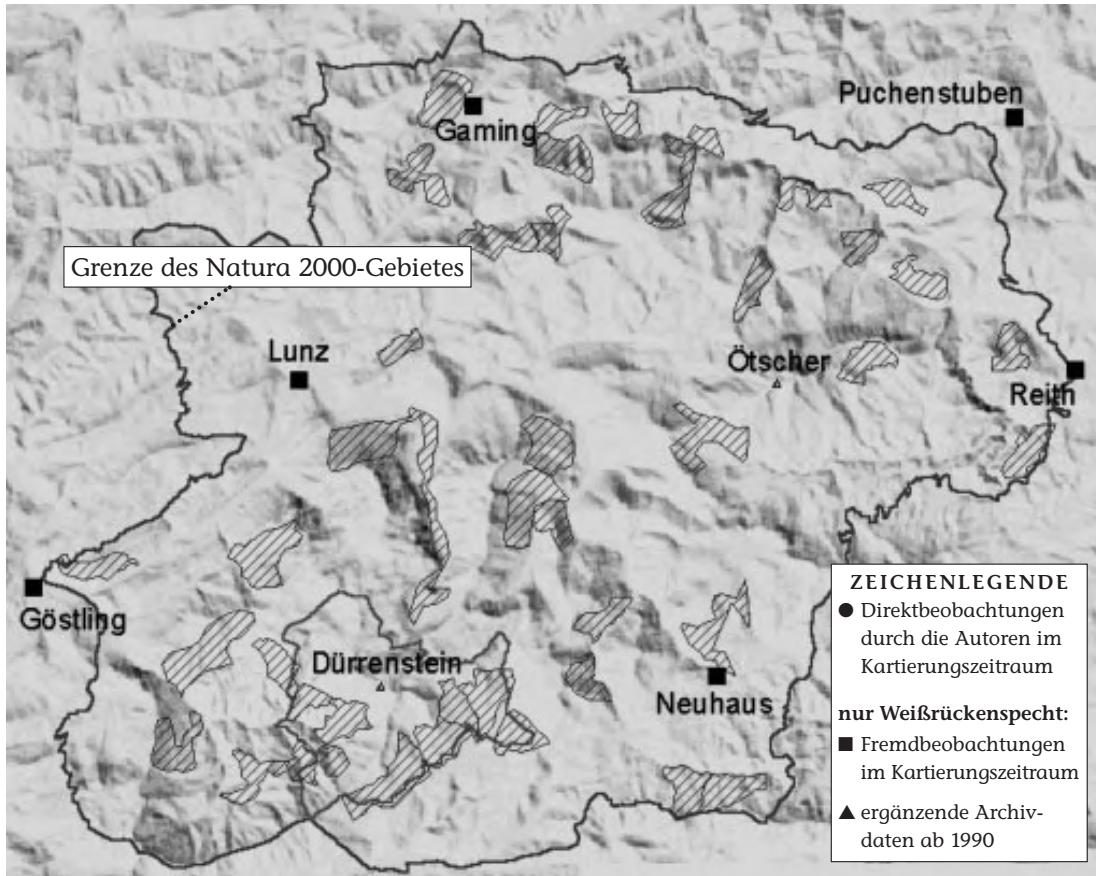 Puchenstuben
Gaming
Grenze des Natura 2000-Gebietes
Lunz
Ötscher
Reith
Göstling
Dürrenstein
Neuhaus
ZEICHENLEGENDE
● Direktbeobachtungen
durch die Autoren im
Kartierungszeitraum
nur Weißrückenspecht:
■ Fremdbeobachtungen
im Kartierungszeitraum
▲ ergänzende Archiv-
daten ab 1990